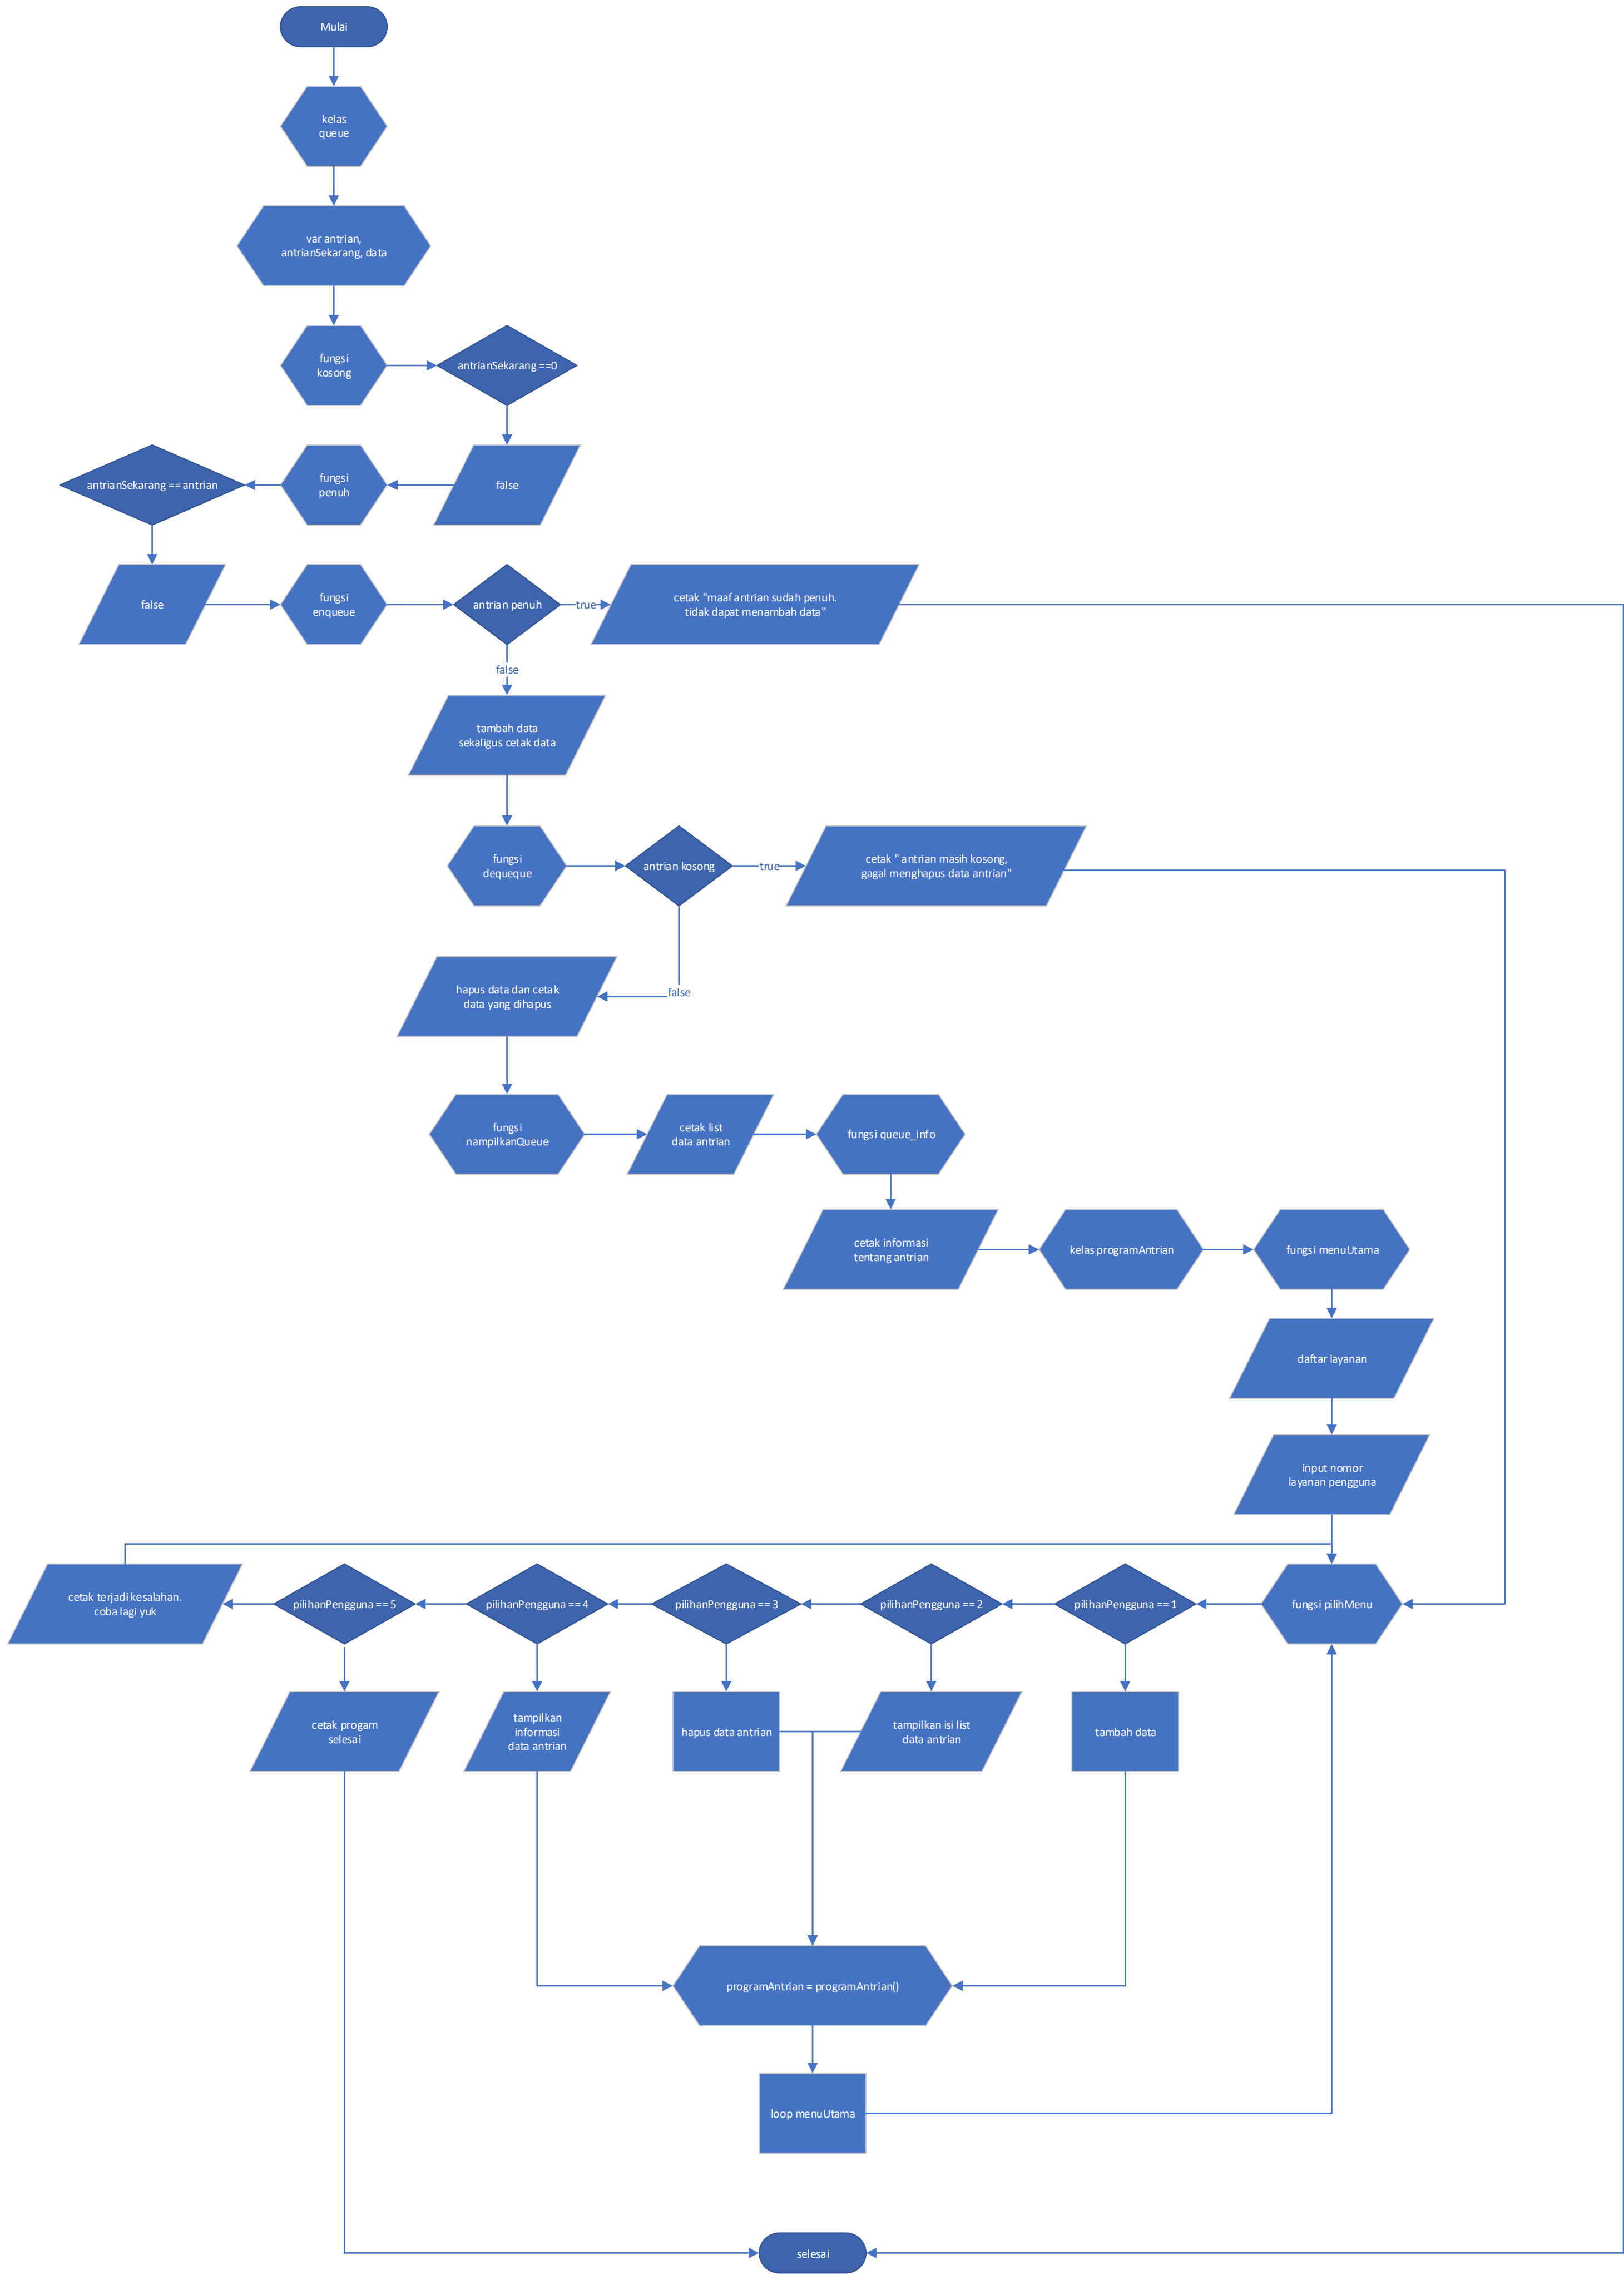 Mulai
kelas
queue
var antrian,
antrianSekarang, data
fungsi
kosong
antrianSekarang ==0
antrianSekarang == antrian
fungsi
penuh
false
false
fungsi
enqueue
antrian penuh
true
cetak "maaf antrian sudah penuh.
tidak dapat menambah data"
false
tambah data
sekaligus cetak data
fungsi
dequeque
antrian kosong
true
cetak " antrian masih kosong,
gagal menghapus data antrian"
false
hapus data dan cetak
data yang dihapus
fungsi
nampilkanQueue
cetak list
data antrian
fungsi queue_info
cetak informasi
tentang antrian
kelas programAntrian
fungsi menuUtama
daftar layanan
input nomor
layanan pengguna
cetak terjadi kesalahan.
coba lagi yuk
pilihanPengguna ==5
pilihanPengguna ==4
pilihanPengguna ==3
pilihanPengguna ==2
pilihanPengguna ==1
fungsi pilihMenu
cetak progam
selesai
tampilkan
informasi
data antrian
hapus data antrian
tampilkan isi list
data antrian
tambah data
programAntrian = programAntrian()
loop menuUtama
selesai